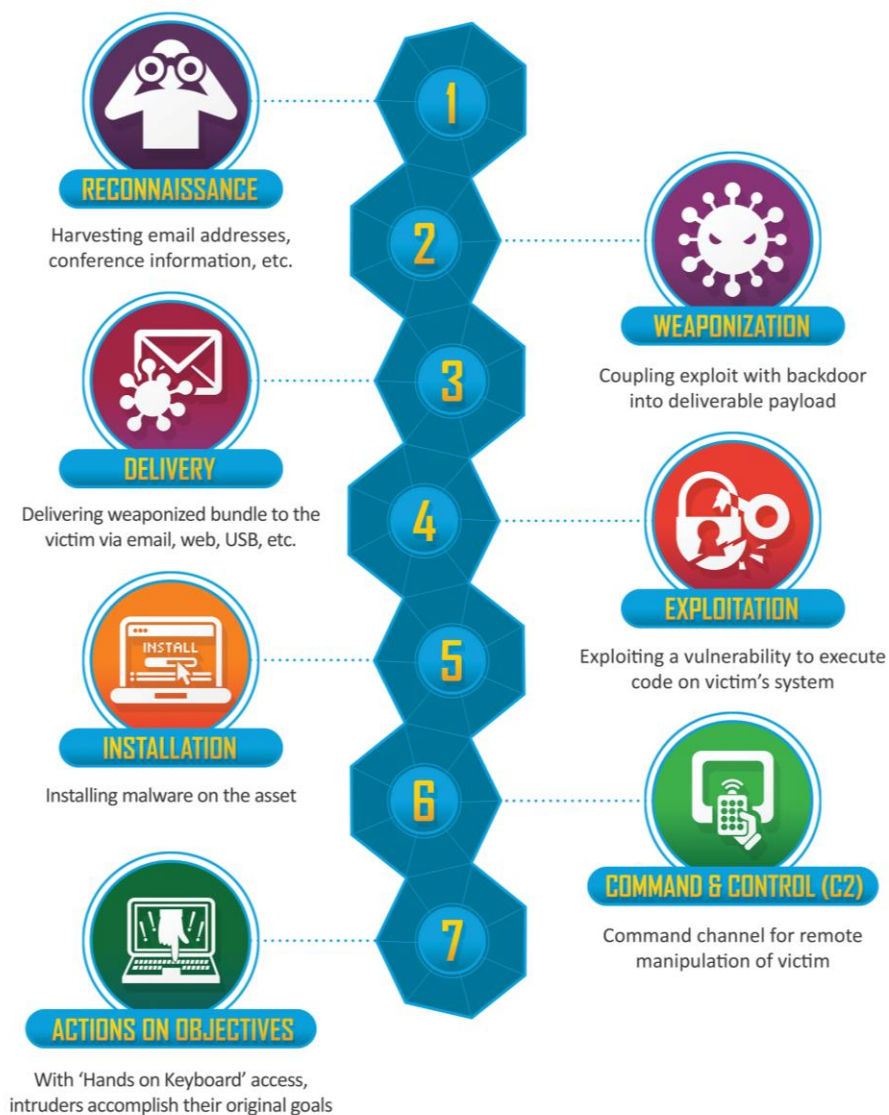 1
RECONNAISSANCE
Harvesting email addresses,
conference information, etc.
2
WEAPONIZATION
Coupling exploit with backdoor
into deliverable payload
3
DELIVERY
Delivering weaponized bundle to the
victim via email, web, USB, etc.
4
EXPLOITATION
Exploiting a vulnerability to execute
code on victim's system
5
INSTALL
INSTALLATION
Installing malware on the asset
6
COMMAND & CONTROL (C2)
Command channel for remote
manipulation of victim
7
ACTIONS ON OBJECTIVES
With ‘Hands on Keyboard’ access,
intruders accomplish their original goals